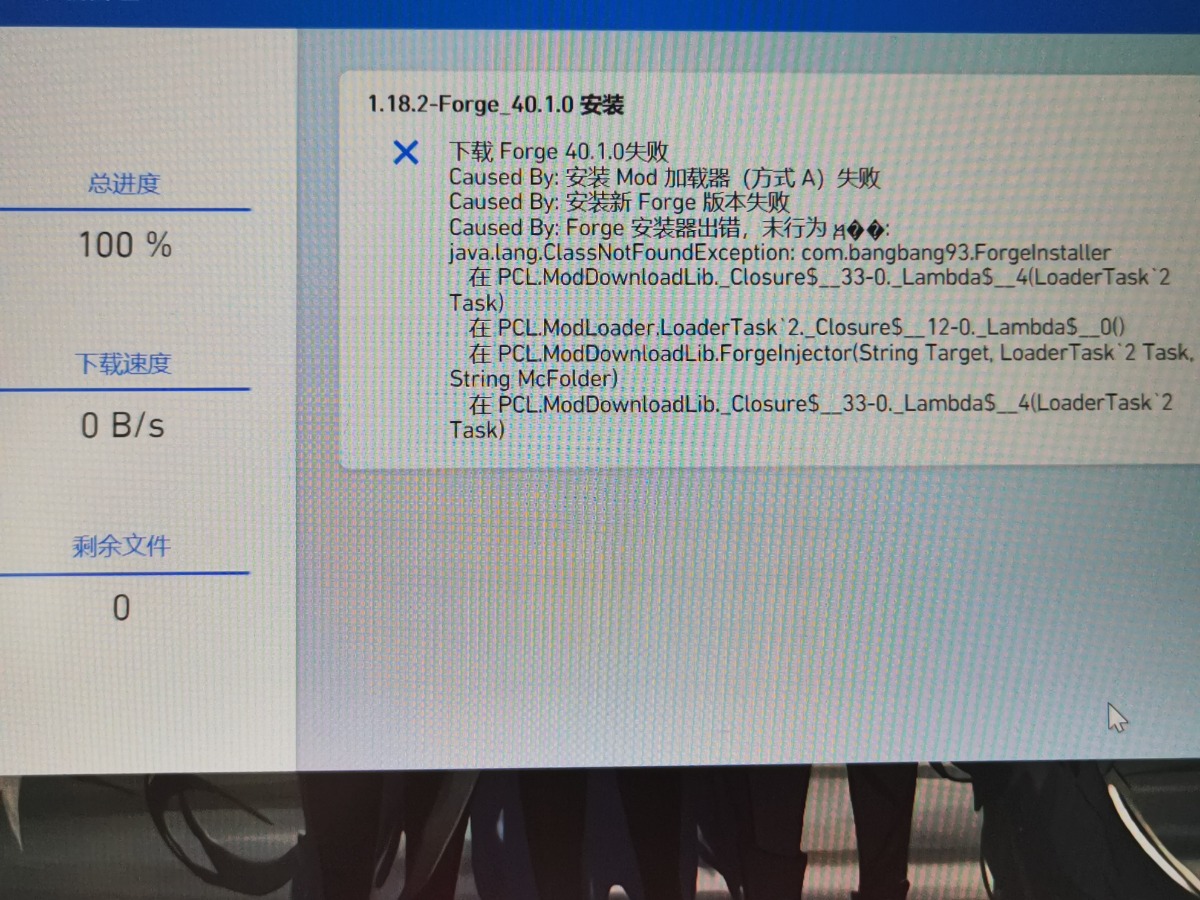 总进度
100 %
下载速度
0 B/s
剩余文件
0
1.18.2-Forge_40.1.0 安装
下载 Forge 40.1.0失败
Caused By: 安装 Mod 加载器（方式 A）失败
Caused By: 安装新 Forge 版本失败
Caused By: Forge 安装器出错，末行为 ԭ��:
java.lang.ClassNotFoundException: com.bangbang93.ForgeInstaller
在 PCL.ModDownloadLib._Closure$__33-0._Lambda$__4(LoaderTask`2
Task)
在 PCL.ModLoader.LoaderTask`2._Closure$__12-0._Lambda$__0()
在 PCL.ModDownloadLib.ForgeInjector(String Target, LoaderTask`2 Task,
String McFolder)
在 PCL.ModDownloadLib._Closure$__33-0._Lambda$__4(LoaderTask`2
Task)